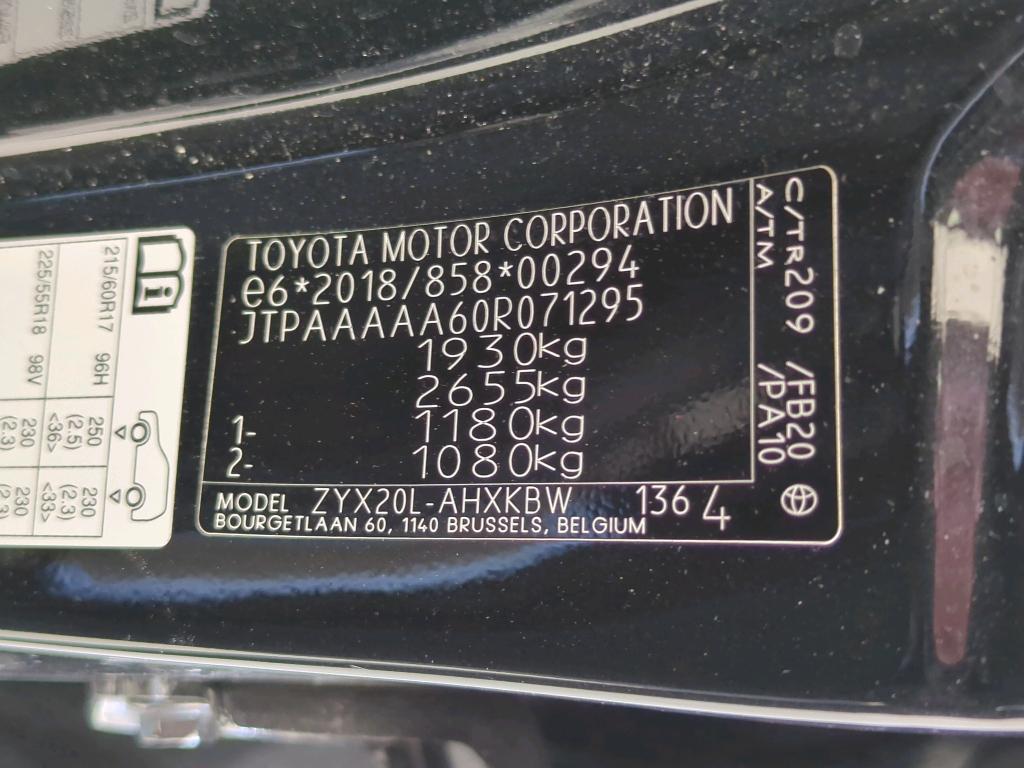 TOYOTA MOTOR CORPORATION
e6*2018/858*00294
JTPAAAAA60R071295
1930kg
2655kg
1- 1180kg
2- 1080kg
MODEL ZYX20L-AHXKBW 136 4
BOURGETLAAN 60, 1140 BRUSSELS, BELGIUM
C/TR209 /FB20
A/TM /PA10
i
215/60R17 96H 250 (2.5) <36> 230 (2.3) <33>
225/55R18 98V 230 (2.3) 230